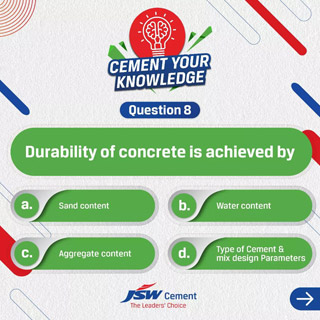 CEMENT YOUR
KNOWLEDGE
Question 8
Durability of concrete is achieved by
a. Sand content
b. Water content
c. Aggregate content
d. Type of Cement &
mix design Parameters
JSW Cement
The Leaders' Choice